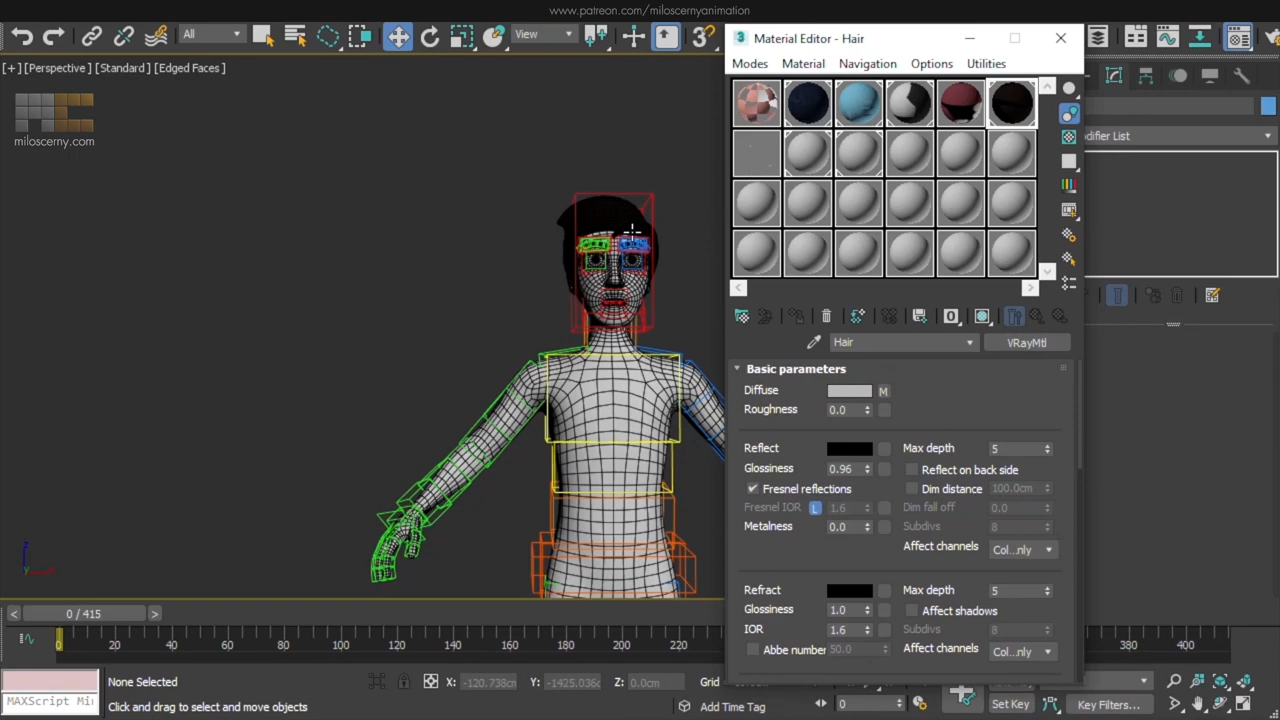 www.patreon.com/miloscernyanimation
All
View
Material Editor - Hair
Modes Material Navigation Options Utilities
[+] [Perspective] [Standard] [Edged Faces]
miloscerny.com
difier List
Hair VRayMtl
Basic parameters
Diffuse M
Roughness 0.0
Reflect Max depth 5
Glossiness 0.96 Reflect on back side
Fresnel reflections Dim distance 100.0cm
Fresnel IOR L 1.6 Dim fall off 0.0
Metalness 0.0 Subdivs 8
Affect channels Col...nly
Refract Max depth 5
Glossiness 1.0 Affect shadows
IOR 1.6 Subdivs 8
Abbe number 50.0 Affect channels Col...nly
< 0 / 415 >
0 20 40 60 80 100 120 140 160 180 200 220 380 400
None Selected X: -120.738cm Y: -1425.036c Z: 0.0cm Grid
MAXScript Mi Click and drag to select and move objects Add Time Tag 0 Set Key Key Filters...